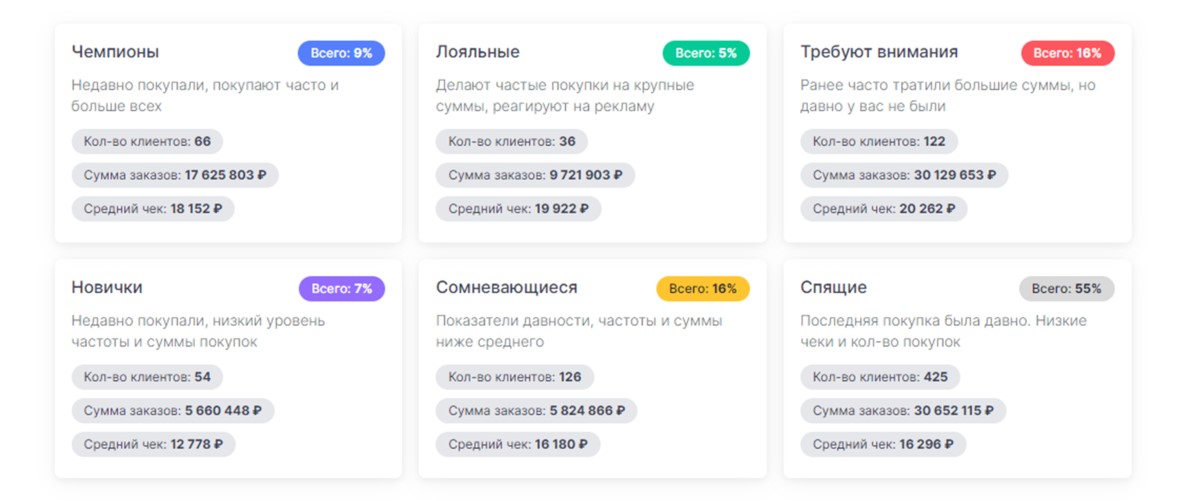 Чемпионы
Всего: 9%
Недавно покупали, покупают часто и
больше всех
Кол-во клиентов: 66
Сумма заказов: 17 625 803 ₽
Средний чек: 18 152 ₽
Лояльные
Всего: 5%
Делают частые покупки на крупные
суммы, реагируют на рекламу
Кол-во клиентов: 36
Сумма заказов: 9 721 903 ₽
Средний чек: 19 922 ₽
Требуют внимания
Всего: 16%
Ранее часто тратили большие суммы, но
давно у вас не были
Кол-во клиентов: 122
Сумма заказов: 30 129 653 ₽
Средний чек: 20 262 ₽
Новички
Всего: 7%
Недавно покупали, низкий уровень
частоты и суммы покупок
Кол-во клиентов: 54
Сумма заказов: 5 660 448 ₽
Средний чек: 12 778 ₽
Сомневающиеся
Всего: 16%
Показатели давности, частоты и суммы
ниже среднего
Кол-во клиентов: 126
Сумма заказов: 5 824 866 ₽
Средний чек: 16 180 ₽
Спящие
Всего: 55%
Последняя покупка была давно. Низкие
чеки и кол-во покупок
Кол-во клиентов: 425
Сумма заказов: 30 652 115 ₽
Средний чек: 16 296 ₽